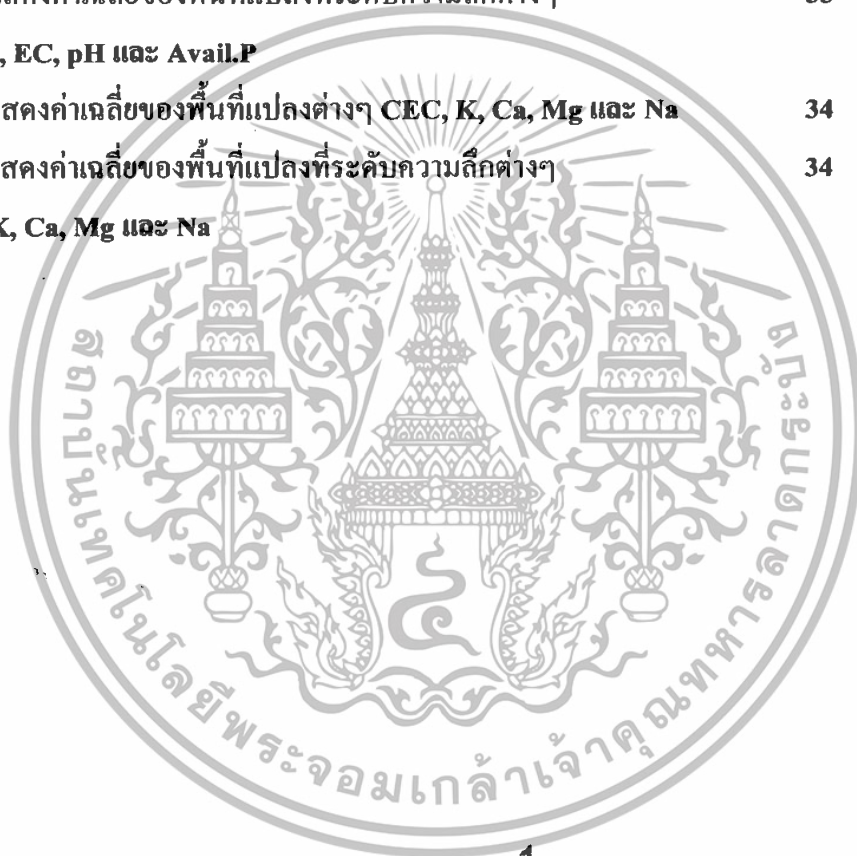 , EC, pH และ Avail.P
สดงค่าเฉลี่ยของพื้นที่แปลงต่างๆ CEC, K, Ca, Mg และ Na 34
สดงค่าเฉลี่ยของพื้นที่แปลงที่ระดับความลึกต่างๆ 34
K, Ca, Mg และ Na
สถาบันเทคโนโลยีพระจอมเกล้าเจ้าคุณทหารลาดกระบัง